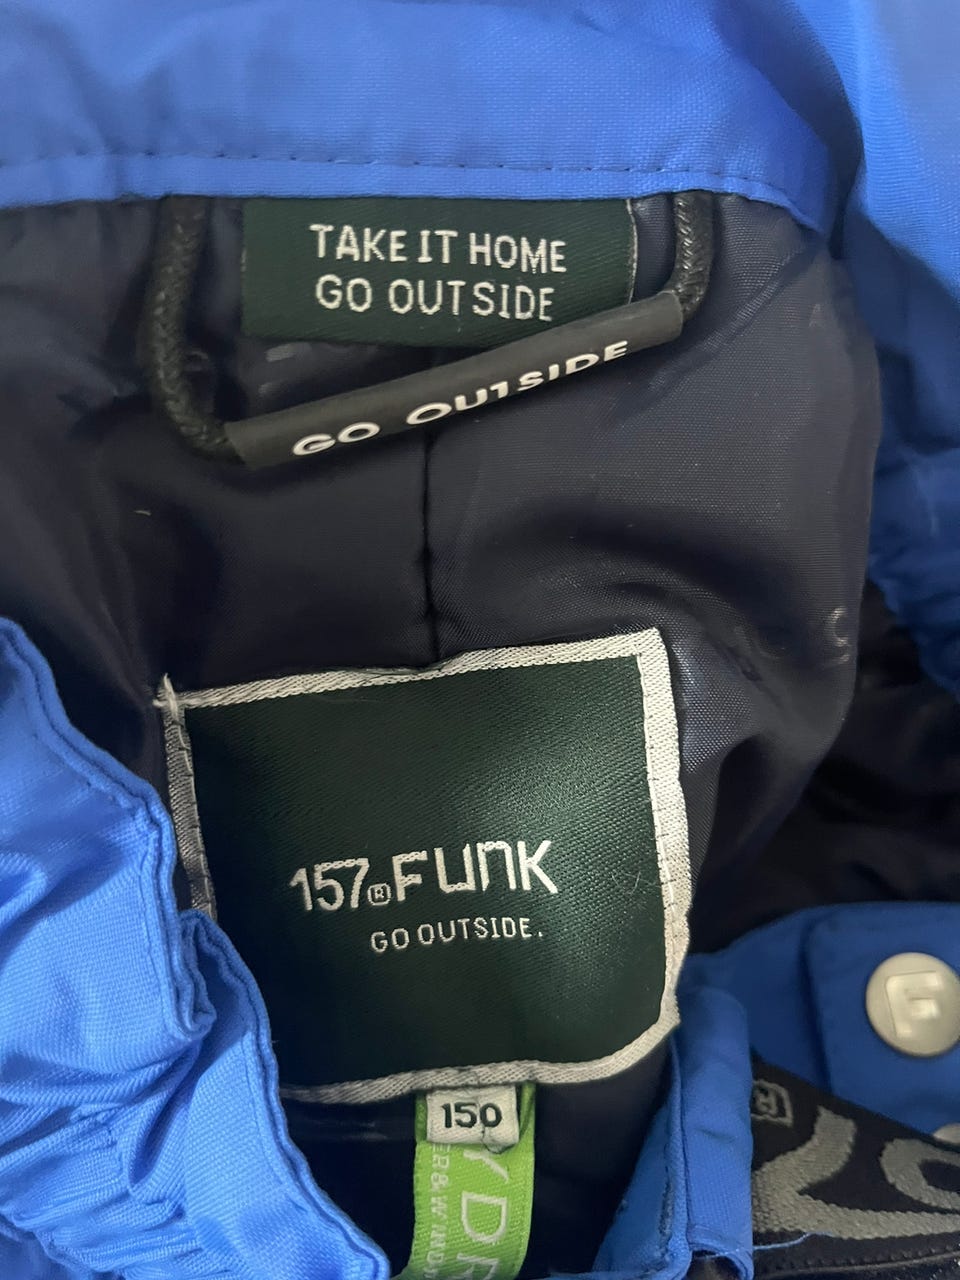 TAKE IT HOME
GO OUTSIDE
GO OUTSIDE
157® FUNK
GO OUTSIDE.
150
F